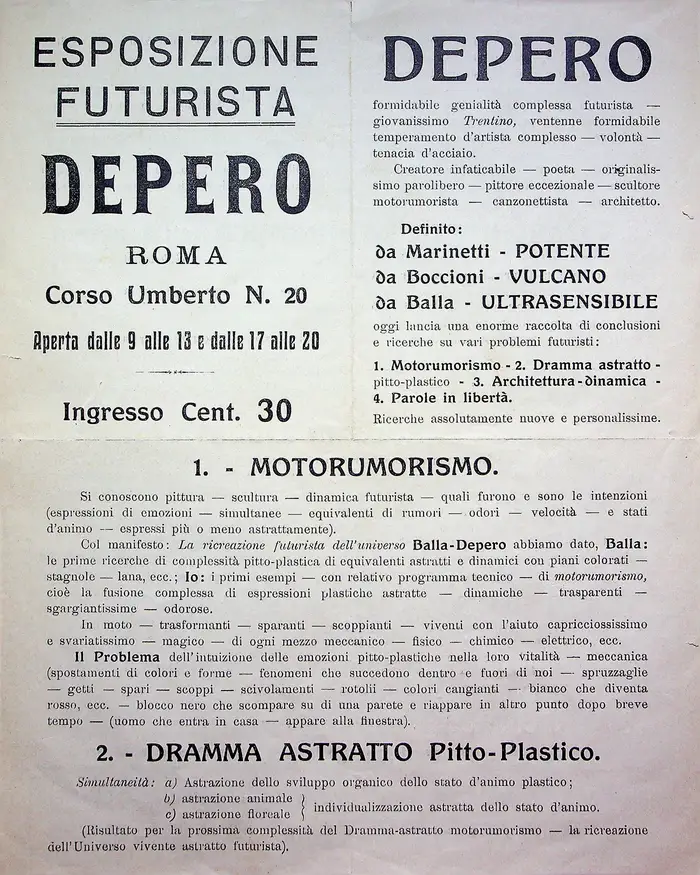 ESPOSIZIONE
FUTURISTA
DEPERO
ROMA
Corso Umberto N. 20
Aperta dalle 9 alle 13 e dalle 17 alle 20
Ingresso Cent. 30
DEPERO
formidabile genialità complessa futurista —
giovanissimo Trentino, ventenne formidabile
temperamento d'artista complesso — volontà —
tenacia d'acciaio.
Creatore infaticabile — poeta — originalis-
simo parolibero — pittore eccezionale — scultore
motorumorista — canzonettista — architetto.
Definito:
da Marinetti - POTENTE
da Boccioni - VULCANO
da Balla - ULTRASENSIBILE
oggi lancia una enorme raccolta di conclusioni
e ricerche su vari problemi futuristi:
1. Motorumorismo - 2. Dramma astratto -
pitto-plastico - 3. Architettura-dinamica -
4. Parole in libertà.
Ricerche assolutamente nuove e personalissime.
1. - MOTORUMORISMO.
Si conoscono pittura — scultura — dinamica futurista — quali furono e sono le intenzioni
(espressioni di emozioni — simultanee — equivalenti di rumori — odori — velocità — e stati
d'animo — espressi più o meno astrattamente).
Col manifesto: La ricreazione futurista dell'universo Balla-Depero abbiamo dato, Balla:
le prime ricerche di complessità pitto-plastica di equivalenti astratti e dinamici con piani colorati —
stagnole — lana, ecc.; Io: i primi esempi — con relativo programma tecnico — di motorumorismo,
cioè la fusione complessa di espressioni plastiche astratte — dinamiche — trasparenti —
sgargiantissime — odorose.
In moto — trasformanti — sparanti — scoppianti — viventi con l'aiuto capricciosissimo
e svariatissimo — magico — di ogni mezzo meccanico — fisico — chimico — elettrico, ecc.
Il Problema dell'intuizione delle emozioni pitto-plastiche nella loro vitalità — meccanica
(spostamenti di colori e forme — fenomeni che succedono dentro e fuori di noi — spruzzaglie
— getti — spari — scoppi — scivolamenti — rotolii — colori cangianti — bianco che diventa
rosso, ecc. — blocco nero che scompare su di una parete e riappare in altro punto dopo breve
tempo — (uomo che entra in casa — appare alla finestra).
2. - DRAMMA ASTRATTO Pitto-Plastico.
Simultaneità: a) Astrazione dello sviluppo organico dello stato d'animo plastico;
b) astrazione animale
c) astrazione floreale } individualizzazione astratta dello stato d'animo.
(Risultato per la prossima complessità del Dramma-astratto motorumorismo — la ricreazione
dell'Universo vivente astratto futurista).